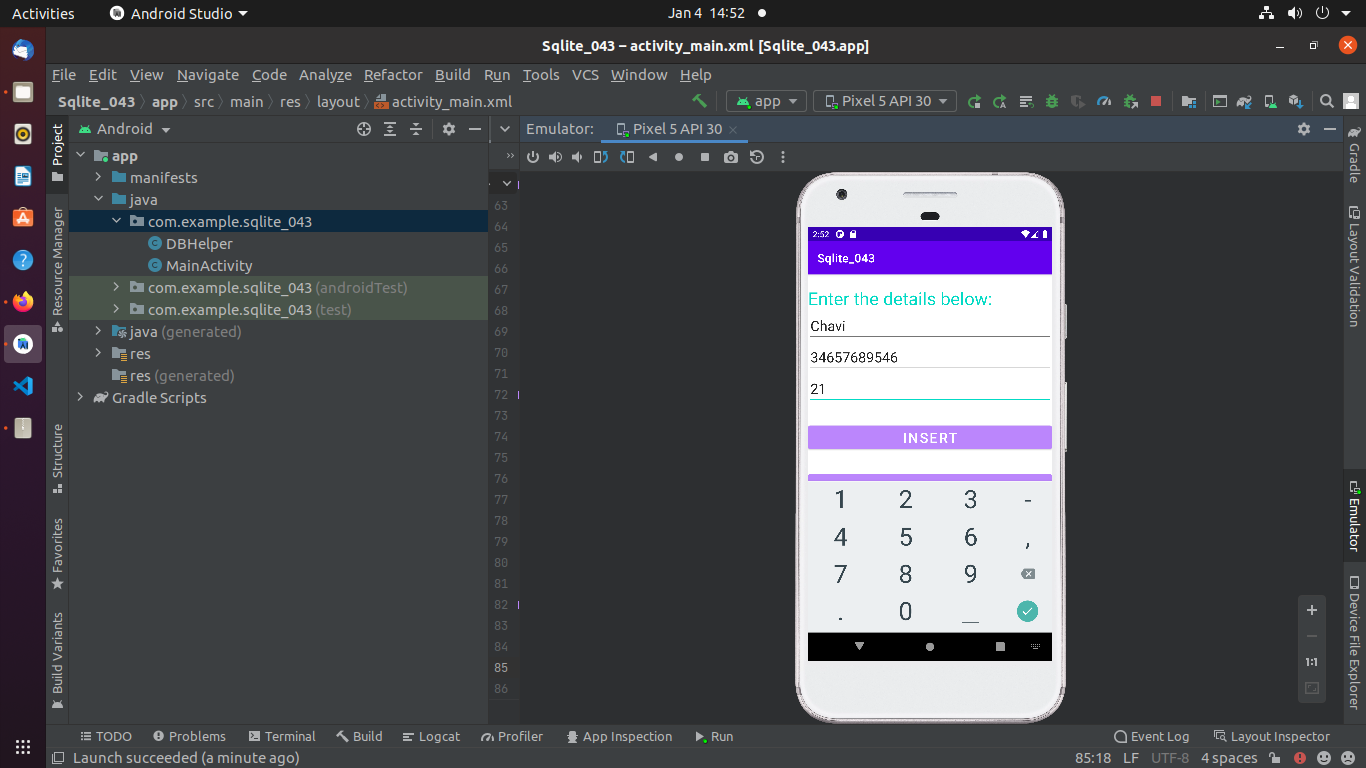 Activities Android Studio Jan 4 14:52
Sqlite_043 – activity_main.xml [Sqlite_043.app]
File Edit View Navigate Code Analyze Refactor Build Run Tools VCS Window Help
Sqlite_043 app src main res layout activity_main.xml app Pixel 5 API 30
Project
Resource Manager
Structure
Favorites
Build Variants
Android
app
manifests
java
com.example.sqlite_043
DBHelper
MainActivity
com.example.sqlite_043 (androidTest)
com.example.sqlite_043 (test)
java (generated)
res
res (generated)
Gradle Scripts
Emulator: Pixel 5 API 30
63
64
65
66
67
68
69
70
71
72
73
74
75
76
77
78
79
80
81
82
83
84
85
86
2:52
Sqlite_043
Enter the details below:
Chavi
34657689546
21
INSERT
1 2 3 -
4 5 6 ,
7 8 9
. 0 _
1:1
Gradle
Layout Validation
Emulator
Device File Explorer
TODO Problems Terminal Build Logcat Profiler App Inspection Run Event Log Layout Inspector
Launch succeeded (a minute ago) 85:18 LF UTF-8 4 spaces